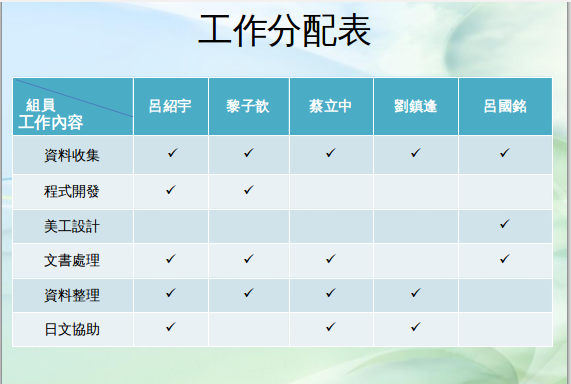 工作分配表
組員
工作內容
呂紹宇 黎子歆 蔡立中 劉鎮逢 呂國銘
資料收集 ✓ ✓ ✓ ✓ ✓
程式開發 ✓ ✓
美工設計 ✓
文書處理 ✓ ✓ ✓ ✓
資料整理 ✓ ✓ ✓ ✓
日文協助 ✓ ✓ ✓